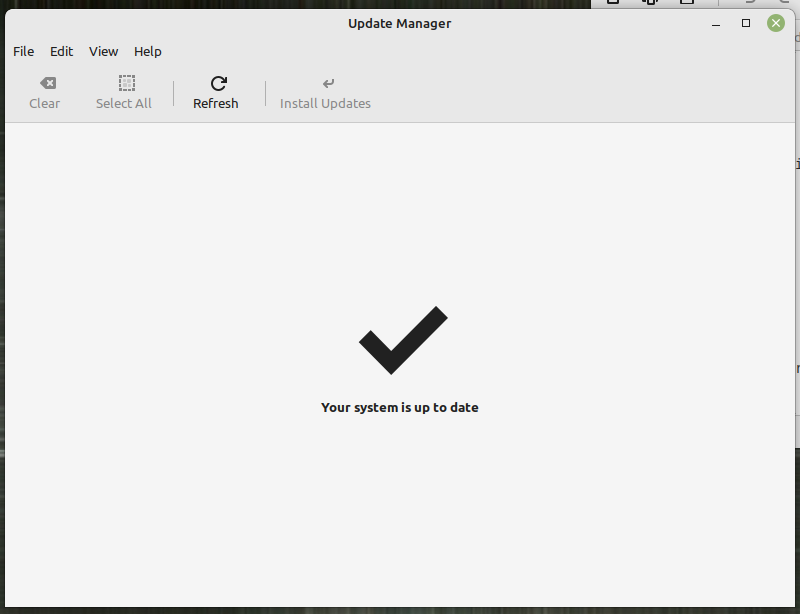 Update Manager
File Edit View Help
Clear Select All Refresh Install Updates
Your system is up to date